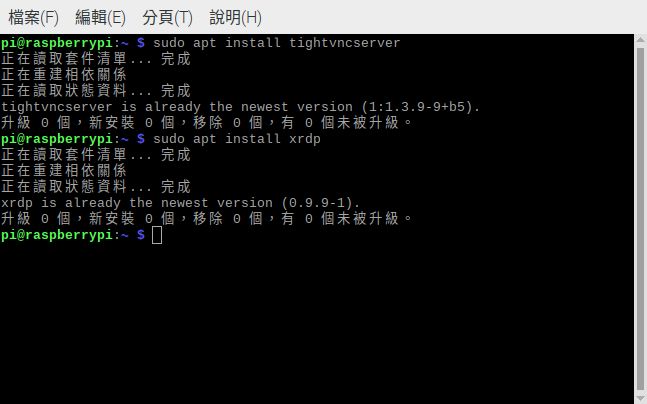 檔案(F) 編輯(E) 分頁(T) 說明(H)
pi@raspberrypi:~ $ sudo apt install tightvncserver
正在讀取套件清單... 完成
正在重建相依關係
正在讀取狀態資料... 完成
tightvncserver is already the newest version (1:1.3.9-9+b5).
升級 0 個，新安裝 0 個，移除 0 個，有 0 個未被升級。
pi@raspberrypi:~ $ sudo apt install xrdp
正在讀取套件清單... 完成
正在重建相依關係
正在讀取狀態資料... 完成
xrdp is already the newest version (0.9.9-1).
升級 0 個，新安裝 0 個，移除 0 個，有 0 個未被升級。
pi@raspberrypi:~ $